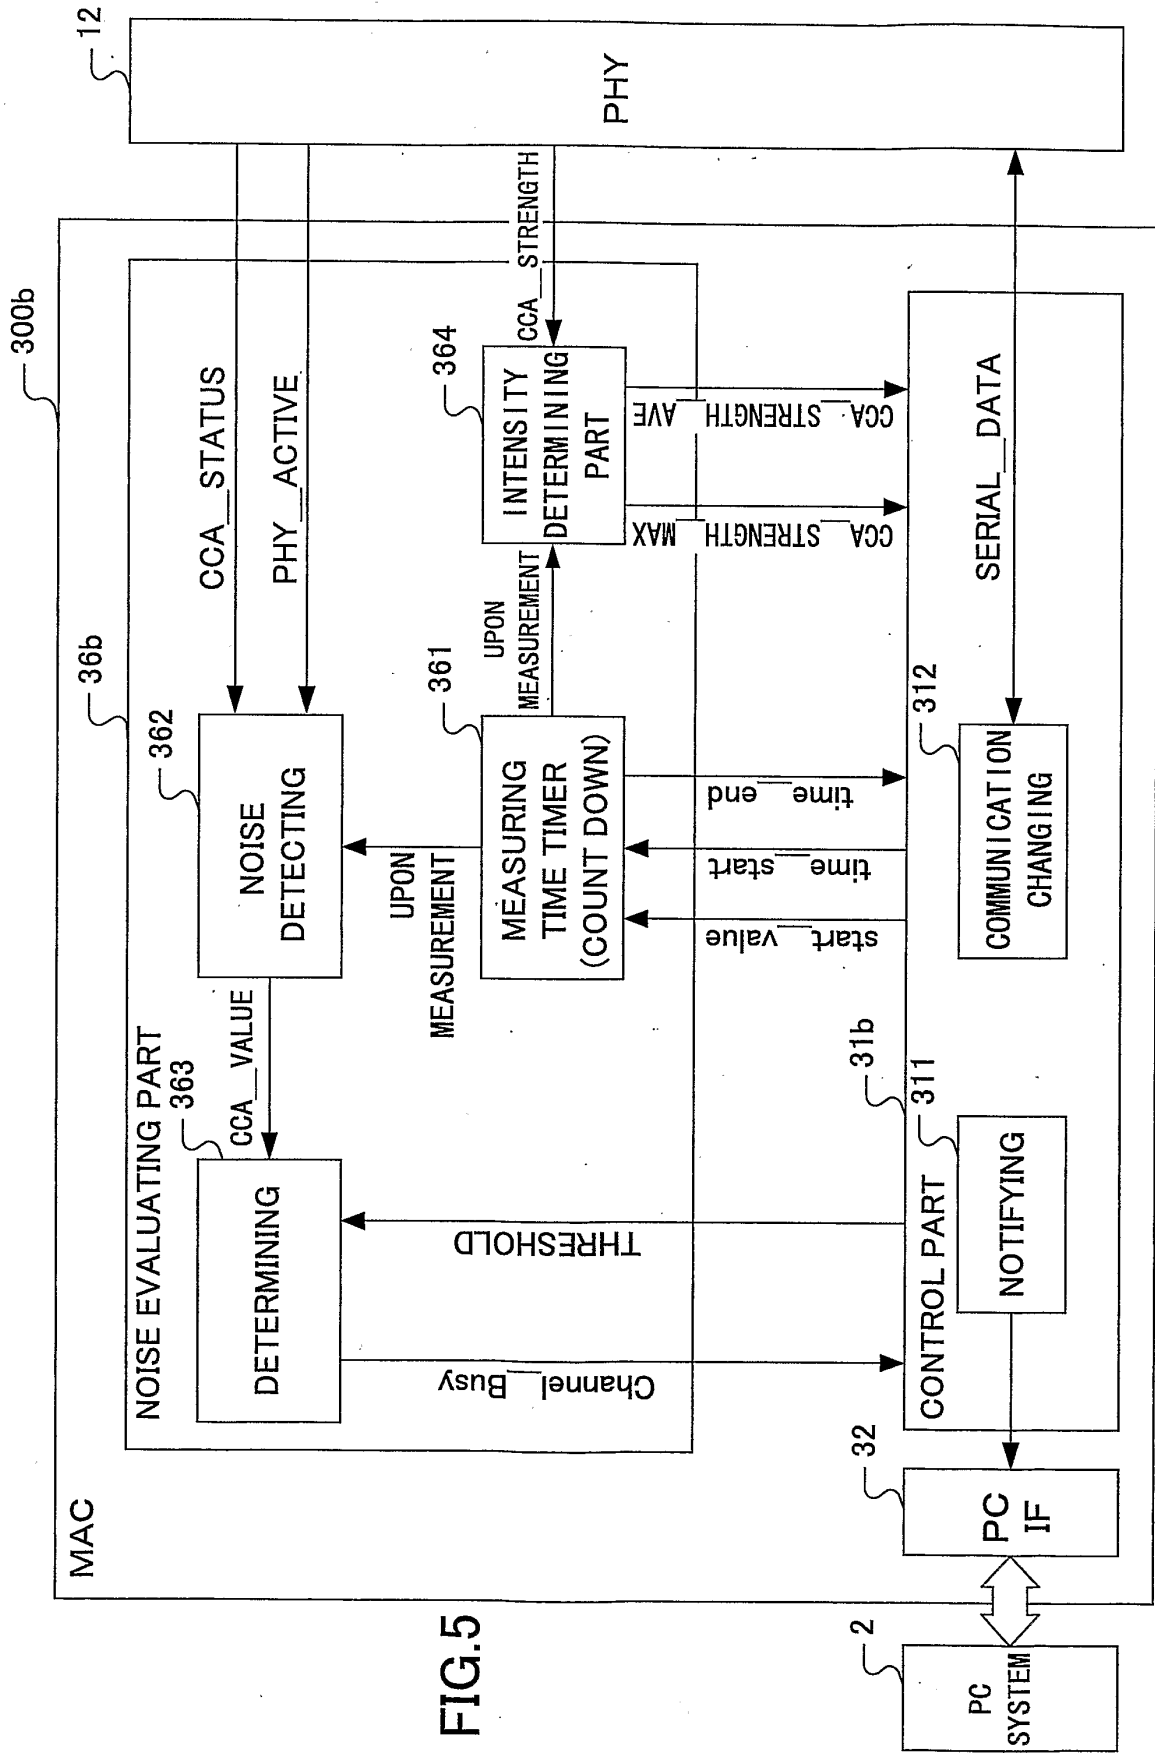 FIG.5
MAC
300b
12
PHY
NOISE EVALUATING PART
36b
CCA_STATUS
PHY_ACTIVE
CCA_STRENGTH
362
NOISE
DETECTING
CCA_VALUE
363
DETERMINING
UPON
MEASUREMENT
361
MEASURING
TIME TIMER
(COUNT DOWN)
UPON
MEASUREMENT
364
INTENSITY
DETERMINING
PART
Channel_Busy
THRESHOLD
start_value
time_start
time_end
CCA_STRENGTH_MAX
CCA_STRENGTH_AVE
31b
CONTROL PART
311
NOTIFYING
312
COMMUNICATION
CHANGING
SERIAL_DATA
32
PC
IF
2
PC
SYSTEM